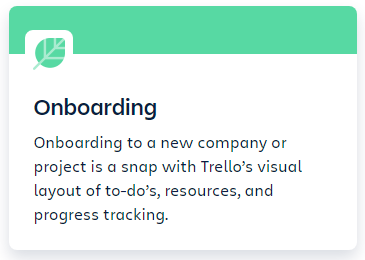 Onboarding
Onboarding to a new company or
project is a snap with Trello’s visual
layout of to-do’s, resources, and
progress tracking.